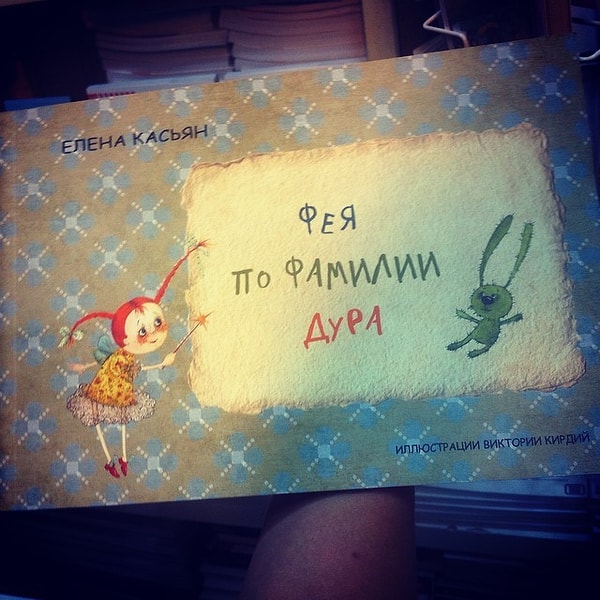 ЕЛЕНА КАСЬЯН
ФЕЯ
ПО ФАМИЛИИ
ДУРА
ИЛЛЮСТРАЦИИ ВИКТОРИИ КИРДИЙ